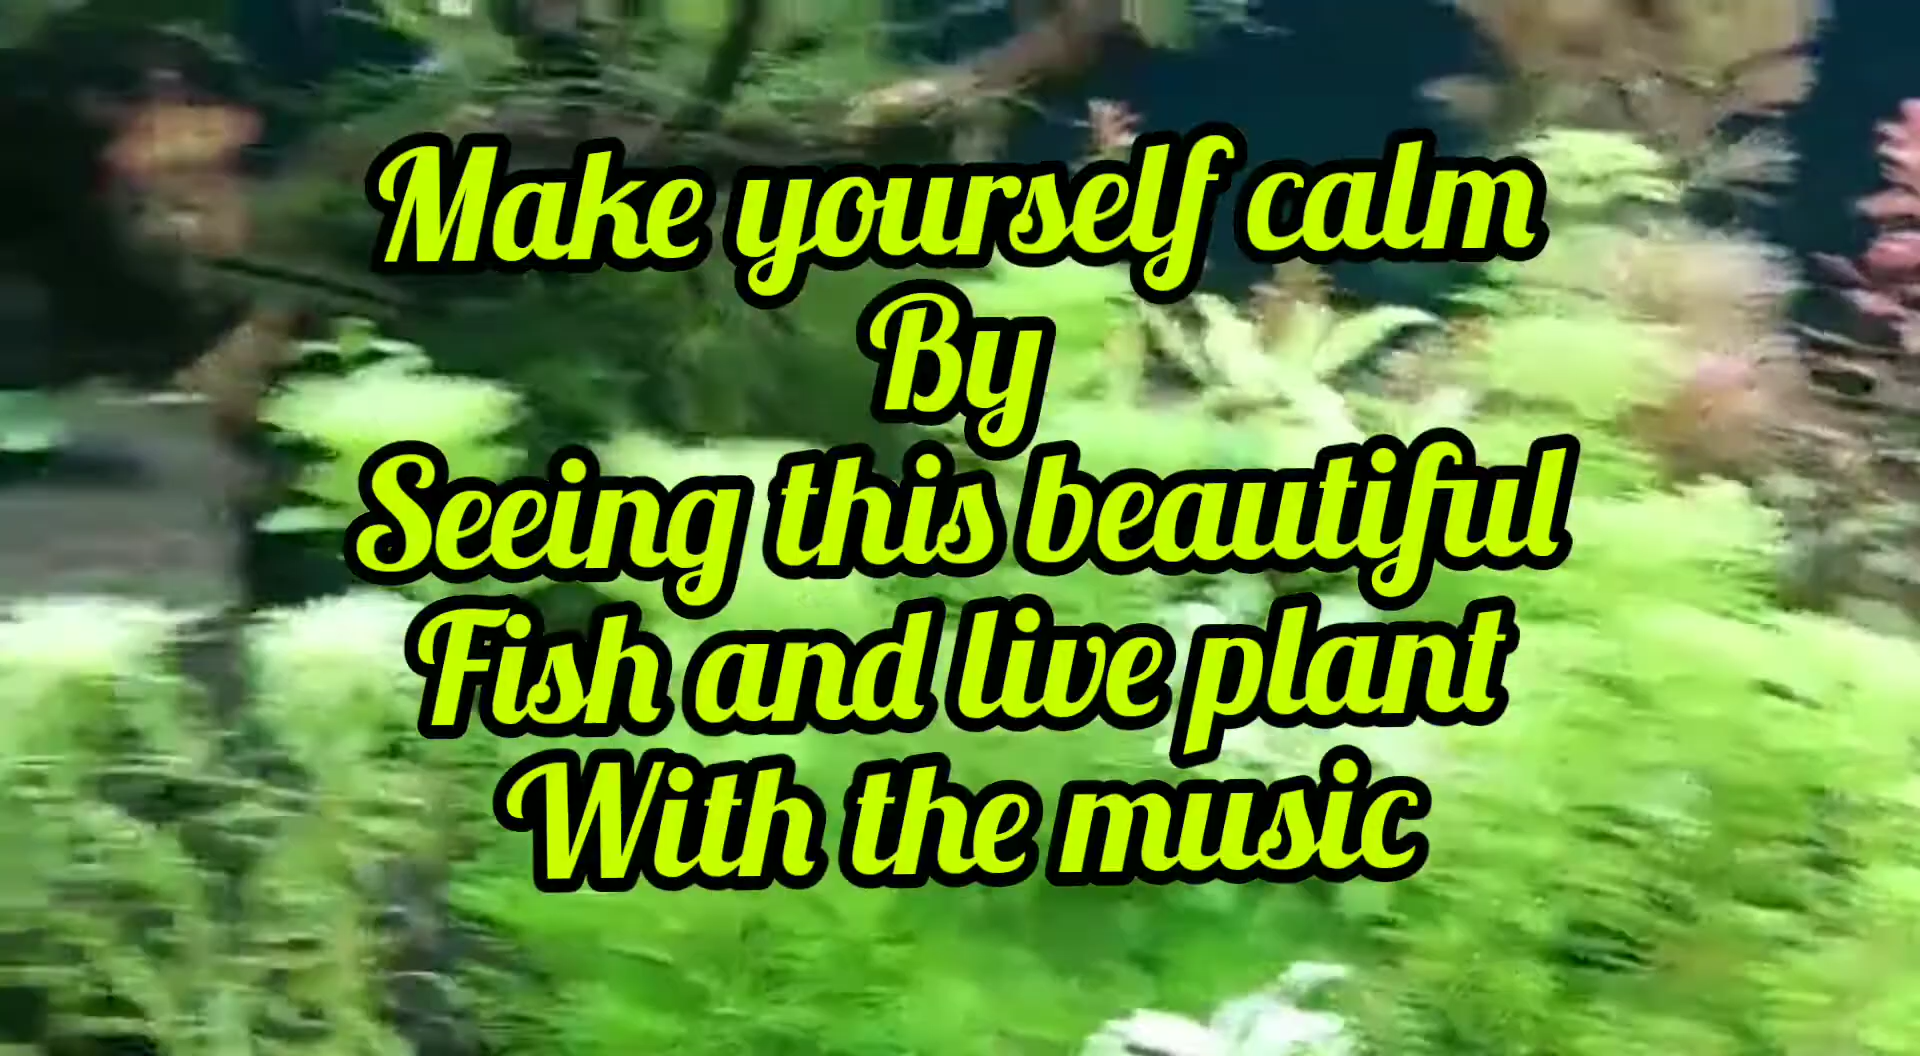 Make yourself calm
By
Seeing this beautiful
Fish and live plant
With the music